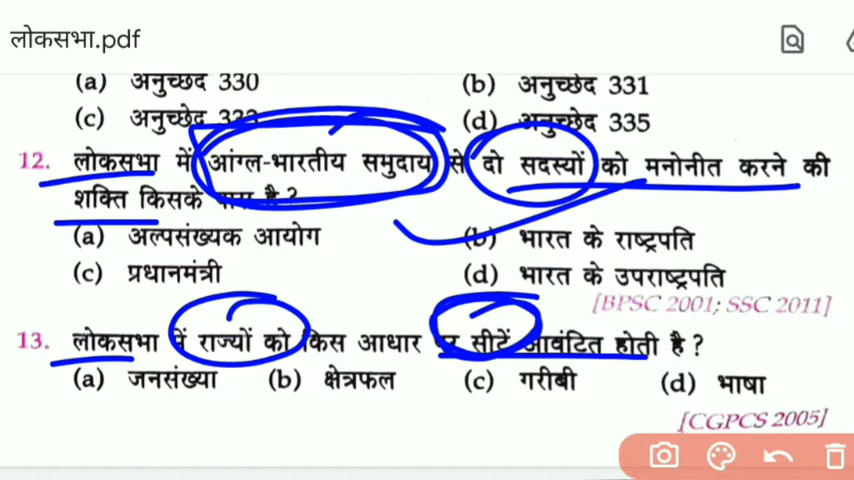 लोकसभा.pdf
(a) अनुच्छेद 330 (b) अनुच्छेद 331
(c) अनुच्छेद (d) अनुच्छेद 335
12. लोकसभा में आंग्ल-भारतीय समुदाय से दो सदस्यों को मनोनीत करने की
शक्ति किसके पास है?
(a) अल्पसंख्यक आयोग (b) भारत के राष्ट्रपति
(c) प्रधानमंत्री (d) भारत के उपराष्ट्रपति
[BPSC 2001; SSC 2011]
13. लोकसभा में राज्यों को किस आधार पर सीटें आवंटित होती है?
(a) जनसंख्या (b) क्षेत्रफल (c) गरीबी (d) भाषा
[CGPCS 2005]